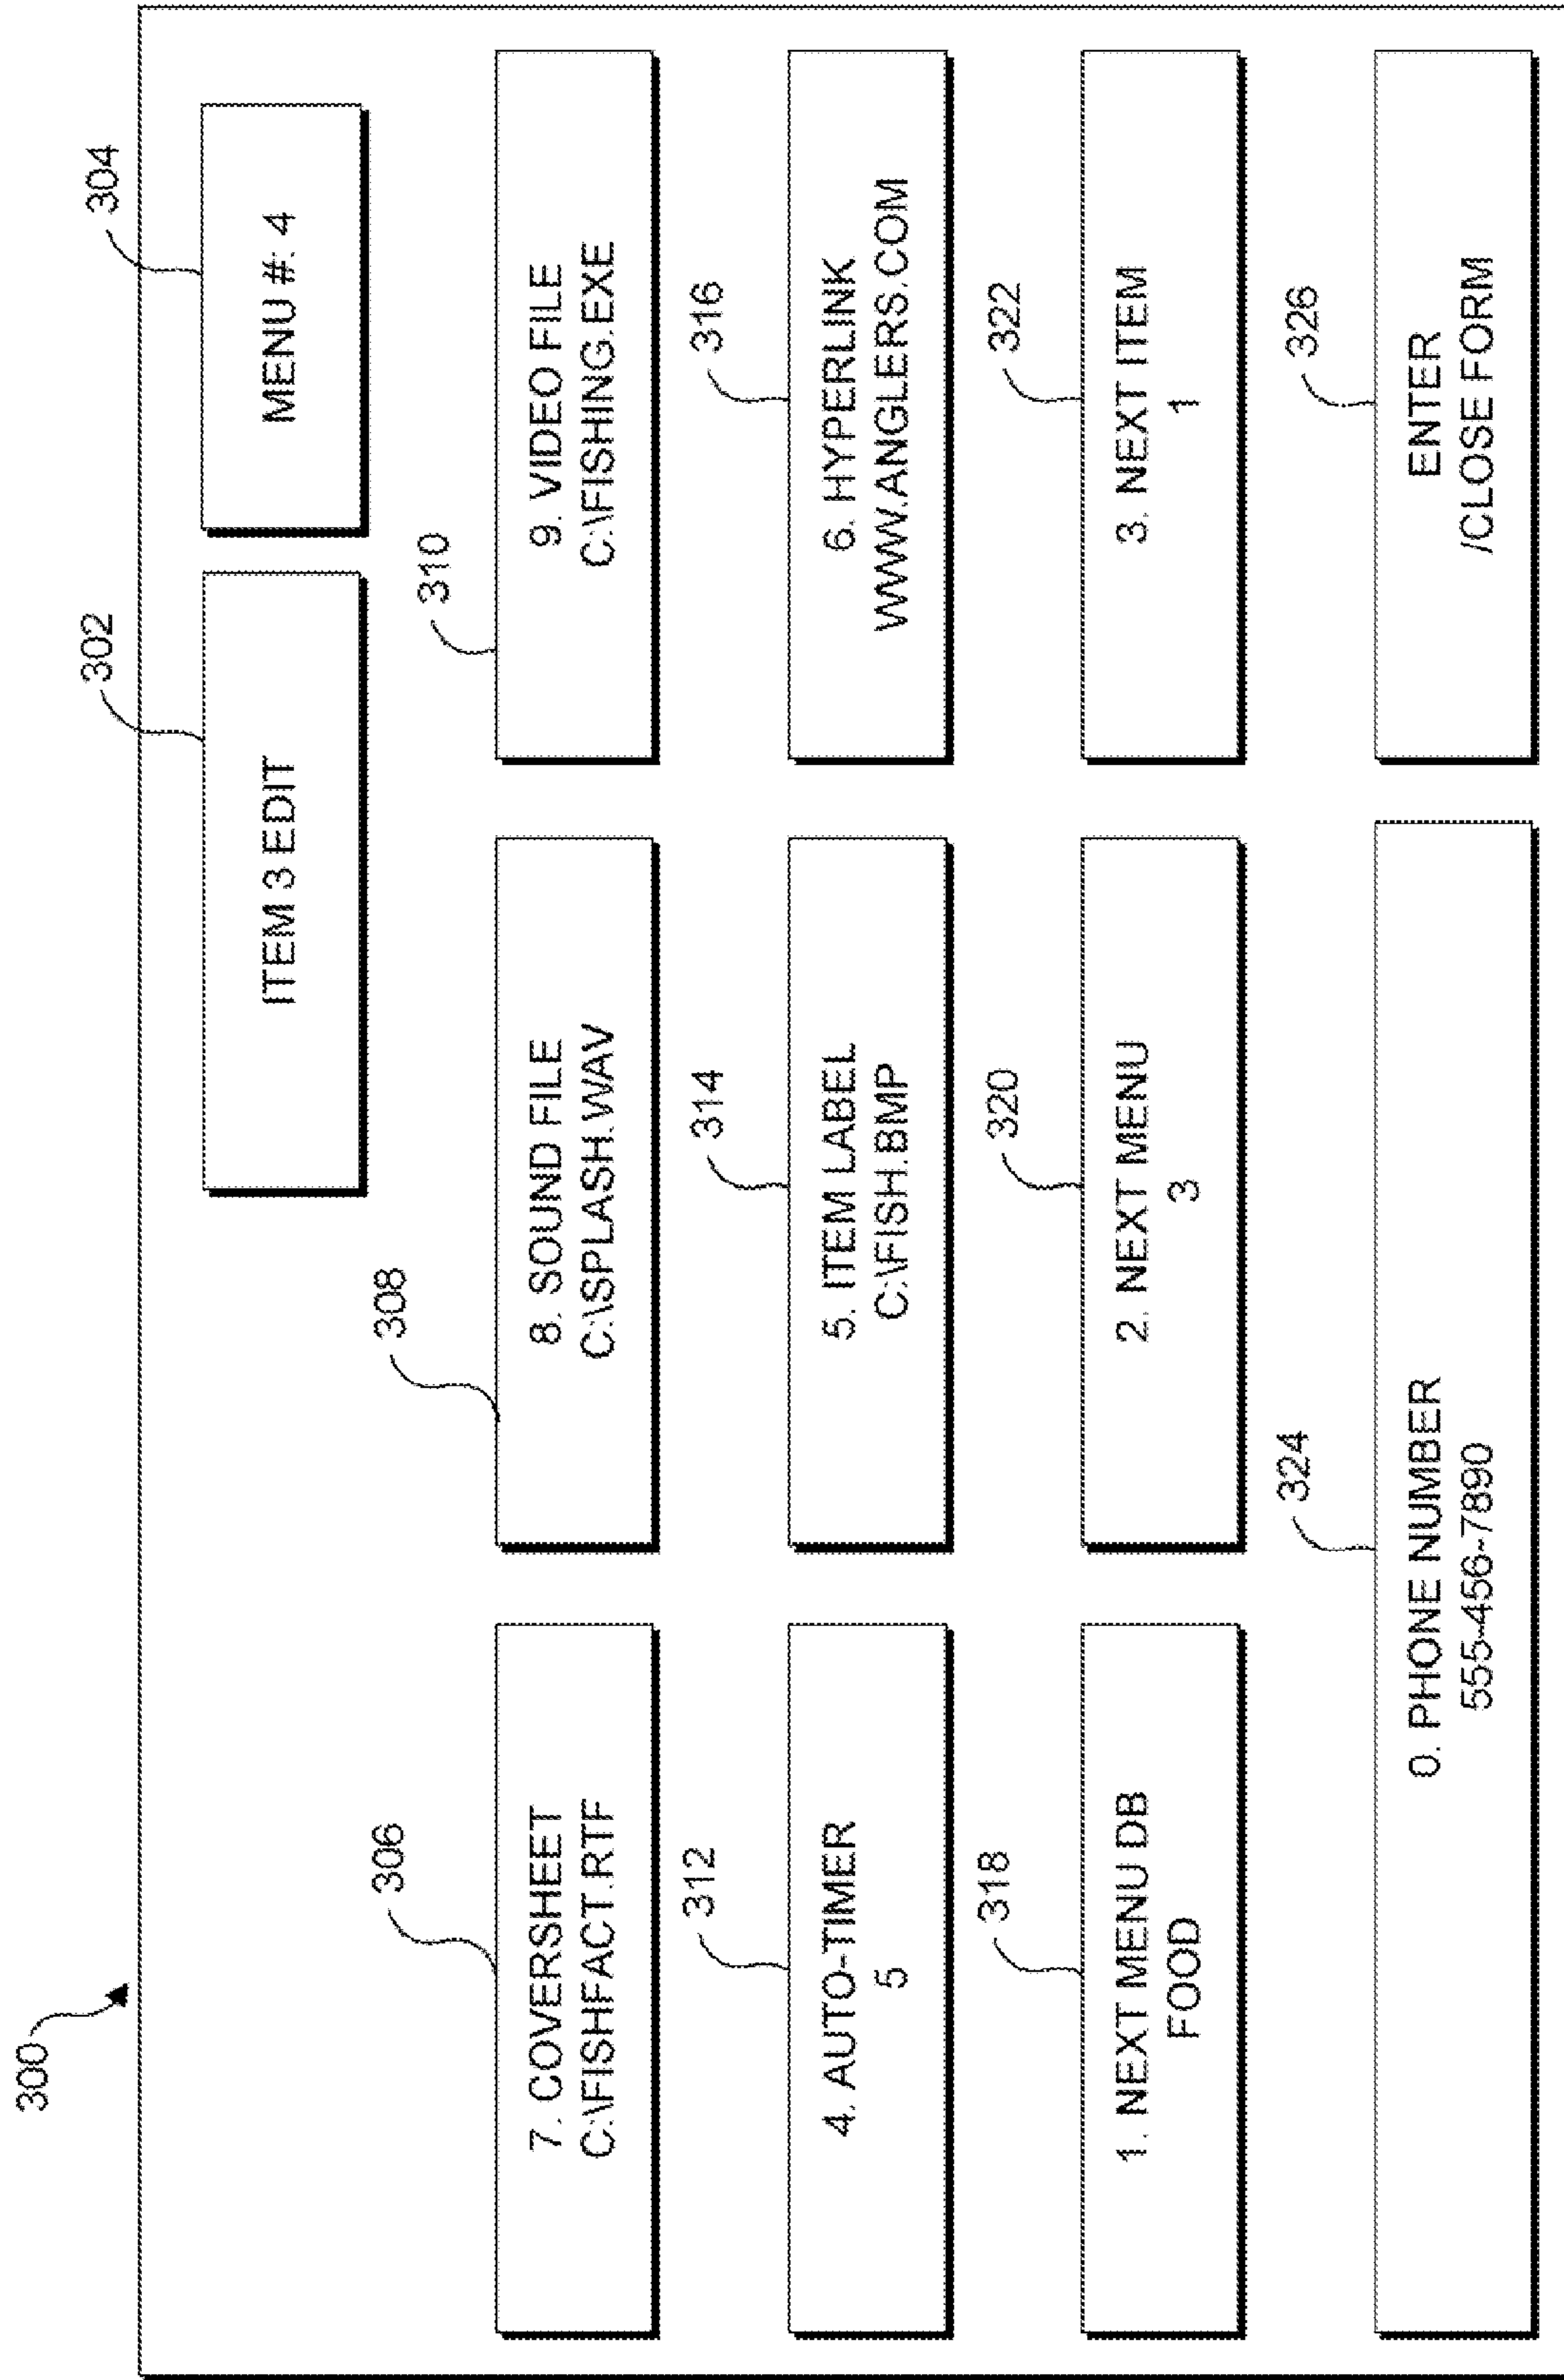 300
302
304
ITEM 3 EDIT
MENU #: 4
306
308
310
7. COVERSHEET
C:\FISHFACT.RTF
8. SOUND FILE
C:\SPLASH.WAV
9. VIDEO FILE
C:\FISHING.EXE
312
314
316
4. AUTO-TIMER
5
5. ITEM LABEL
C:\FISH.BMP
6. HYPERLINK
WWW.ANGLERS.COM
318
320
322
1. NEXT MENU DB
FOOD
2. NEXT MENU
3
3. NEXT ITEM
1
324
326
0. PHONE NUMBER
555-456-7890
ENTER
/CLOSE FORM